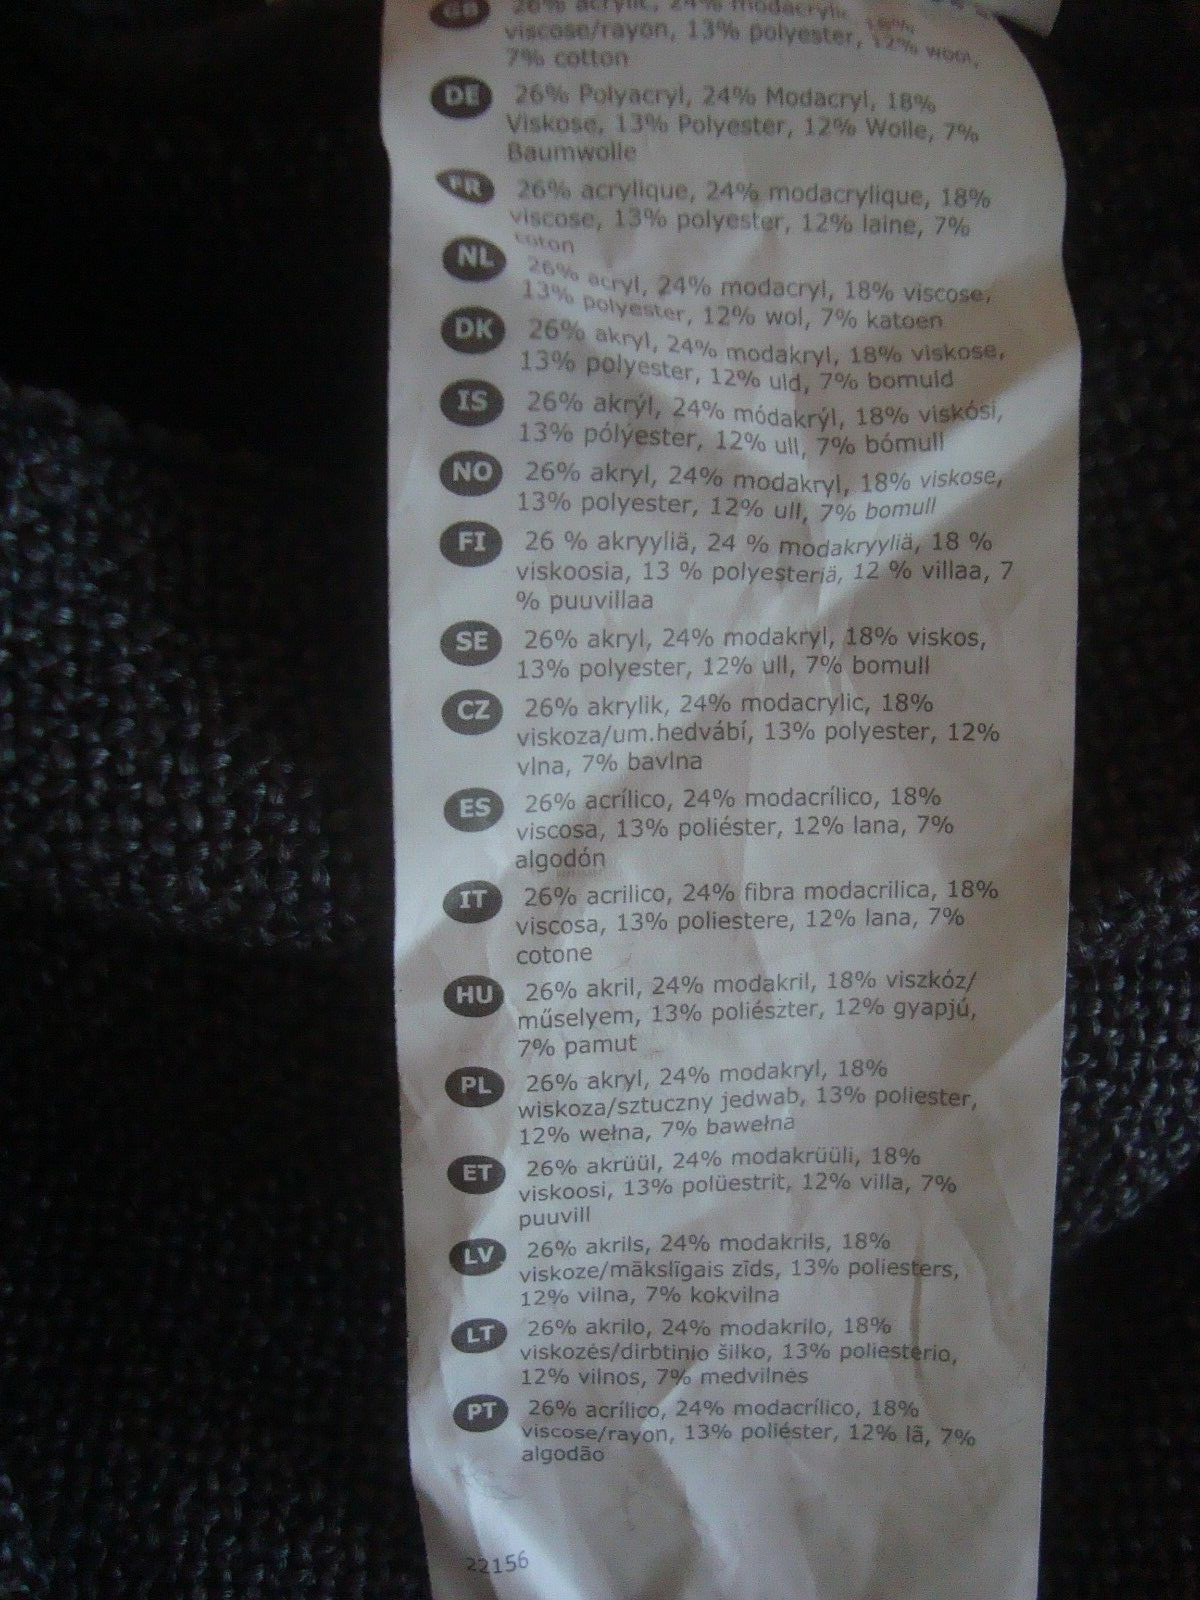 GB 26% acrylic, 24% modacrylic, 18%
viscose/rayon, 13% polyester, 12% wool,
7% cotton
DE 26% Polyacryl, 24% Modacryl, 18%
Viskose, 13% Polyester, 12% Wolle, 7%
Baumwolle
FR 26% acrylique, 24% modacrylique, 18%
viscose, 13% polyester, 12% laine, 7%
coton
NL 26% acryl, 24% modacryl, 18% viscose,
13% polyester, 12% wol, 7% katoen
DK 26% akryl, 24% modakryl, 18% viskose,
13% polyester, 12% uld, 7% bomuld
IS 26% akrýl, 24% módakrýl, 18% viskósi,
13% pólýester, 12% ull, 7% bómull
NO 26% akryl, 24% modakryl, 18% viskose,
13% polyester, 12% ull, 7% bomull
FI 26 % akryyliä, 24 % modakryyliä, 18 %
viskoosia, 13 % polyesteriä, 12 % villaa, 7
% puuvillaa
SE 26% akryl, 24% modakryl, 18% viskos,
13% polyester, 12% ull, 7% bomull
CZ 26% akrylik, 24% modacrylic, 18%
viskoza/um.hedvábí, 13% polyester, 12%
vlna, 7% bavlna
ES 26% acrílico, 24% modacrílico, 18%
viscosa, 13% poliéster, 12% lana, 7%
algodón
IT 26% acrilico, 24% fibra modacrilica, 18%
viscosa, 13% poliestere, 12% lana, 7%
cotone
HU 26% akril, 24% modakril, 18% viszkóz/
műselyem, 13% poliészter, 12% gyapjú,
7% pamut
PL 26% akryl, 24% modakryl, 18%
wiskoza/sztuczny jedwab, 13% poliester,
12% wełna, 7% bawełna
ET 26% akrüül, 24% modakrüüli, 18%
viskoosi, 13% polüestrit, 12% villa, 7%
puuvill
LV 26% akrils, 24% modakrils, 18%
viskoze/mākslīgais zīds, 13% poliesters,
12% vilna, 7% kokvilna
LT 26% akrilo, 24% modakrilo, 18%
viskozės/dirbtinio šilko, 13% poliesterio,
12% vilnos, 7% medvilnės
PT 26% acrílico, 24% modacrílico, 18%
viscose/rayon, 13% poliéster, 12% lã, 7%
algodão
22156